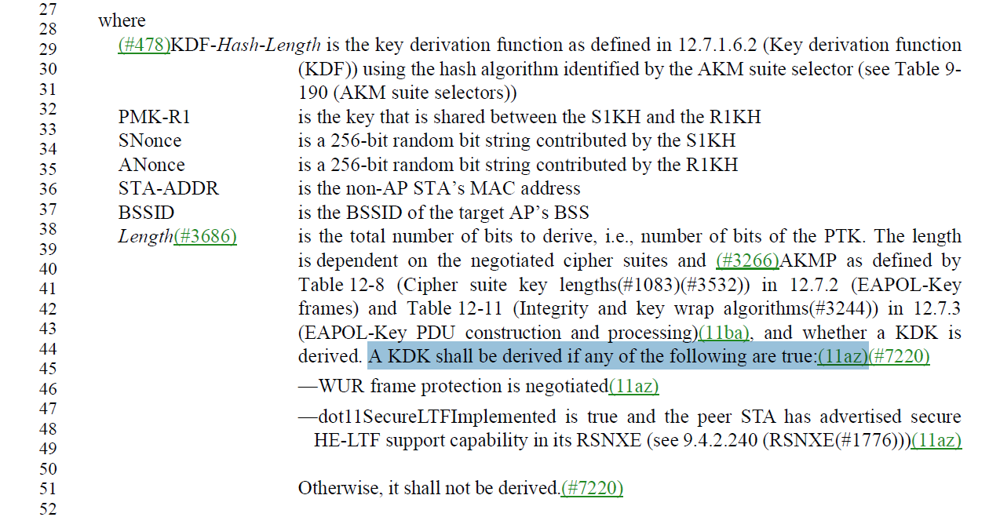 27
28 where
29 (#478)KDF-Hash-Length is the key derivation function as defined in 12.7.1.6.2 (Key derivation function
30 (KDF)) using the hash algorithm identified by the AKM suite selector (see Table 9-
31 190 (AKM suite selectors))
32 PMK-R1 is the key that is shared between the S1KH and the R1KH
33 SNonce is a 256-bit random bit string contributed by the S1KH
34
35 ANonce is a 256-bit random bit string contributed by the R1KH
36 STA-ADDR is the non-AP STA’s MAC address
37 BSSID is the BSSID of the target AP’s BSS
38 Length(#3686) is the total number of bits to derive, i.e., number of bits of the PTK. The length
39 is dependent on the negotiated cipher suites and (#3266)AKMP as defined by
40
41 Table 12-8 (Cipher suite key lengths(#1083)(#3532)) in 12.7.2 (EAPOL-Key
42 frames) and Table 12-11 (Integrity and key wrap algorithms(#3244)) in 12.7.3
43 (EAPOL-Key PDU construction and processing)(11ba), and whether a KDK is
44 derived. A KDK shall be derived if any of the following are true:(11az)(#7220)
45
46 —WUR frame protection is negotiated(11az)
47 —dot11SecureLTFImplemented is true and the peer STA has advertised secure
48
49 HE-LTF support capability in its RSNXE (see 9.4.2.240 (RSNXE(#1776)))(11az)
50
51 Otherwise, it shall not be derived.(#7220)
52